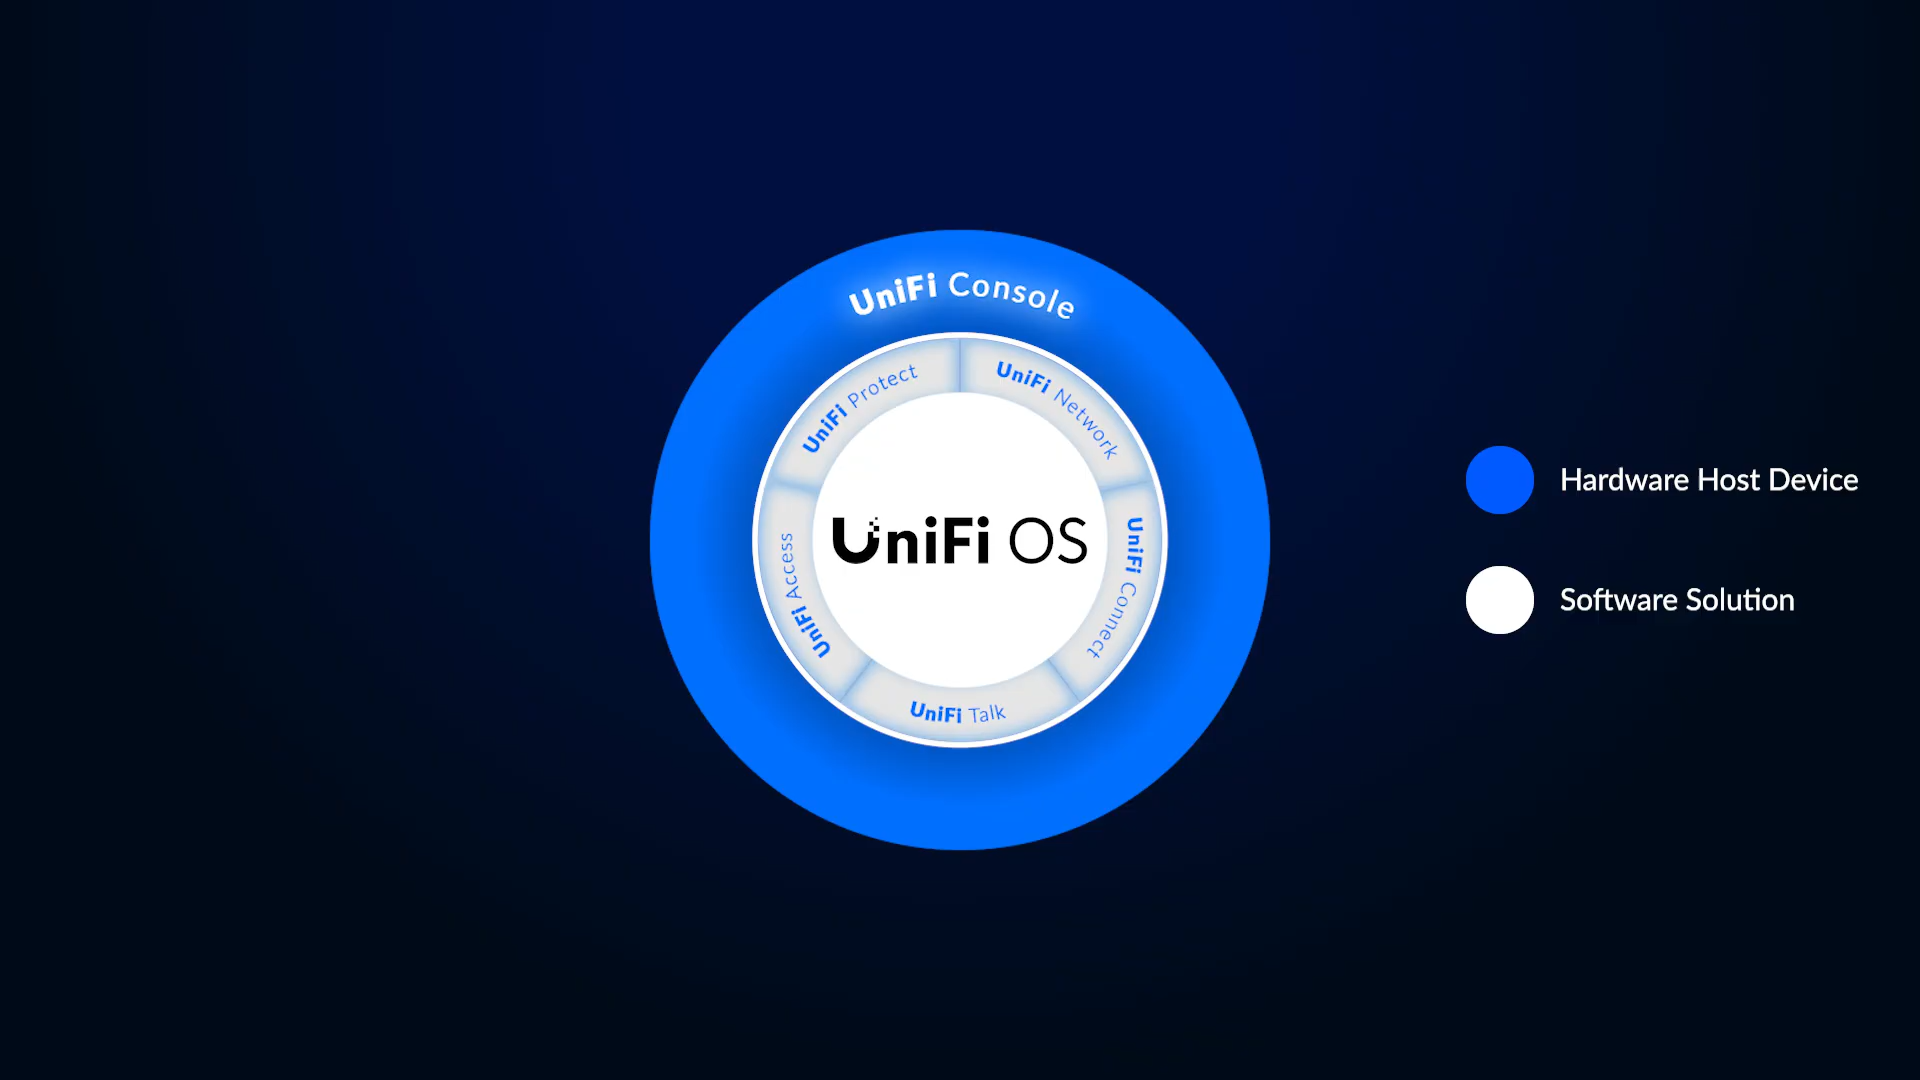 UniFi Console
UniFi Protect
UniFi Network
UniFi Access
UniFi OS
UniFi Connect
UniFi Talk
Hardware Host Device
Software Solution